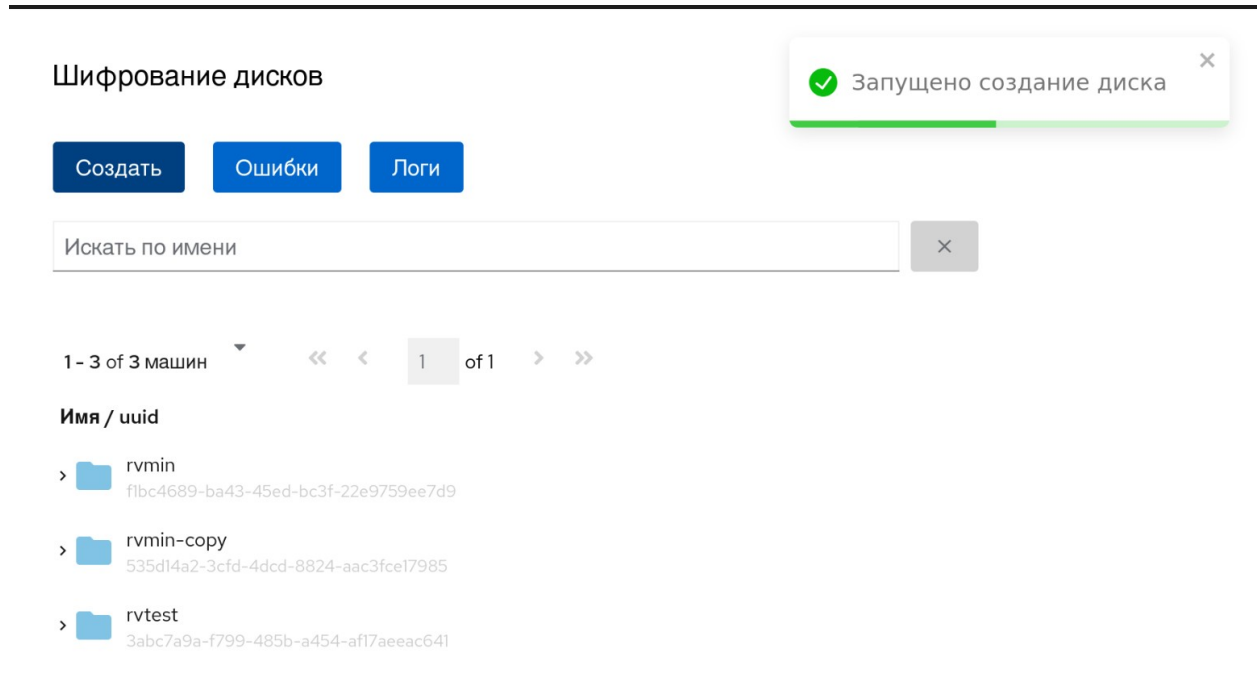 Шифрование дисков
Запущено создание диска
Создать Ошибки Логи
Искать по имени
1 - 3 of 3 машин 1 of 1
Имя / uuid
rvmin
f1bc4689-ba43-45ed-bc3f-22e9759ee7d9
rvmin-copy
535d14a2-3cfd-4dcd-8824-aac3fce17985
rvtest
3abc7a9a-f799-485b-a454-af17aeeac641